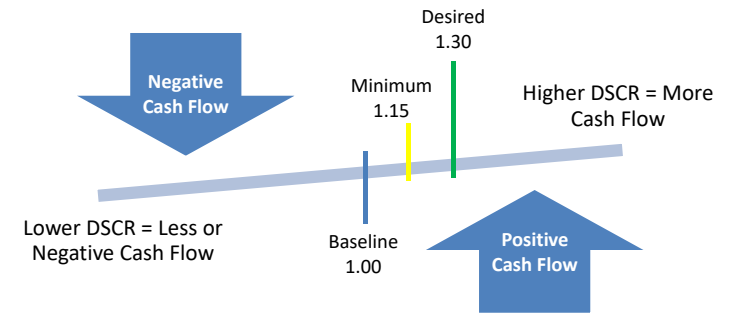 Desired
1.30
Negative
Cash Flow
Minimum
1.15
Higher DSCR = More
Cash Flow
Lower DSCR = Less or
Negative Cash Flow
Baseline
1.00
Positive
Cash Flow